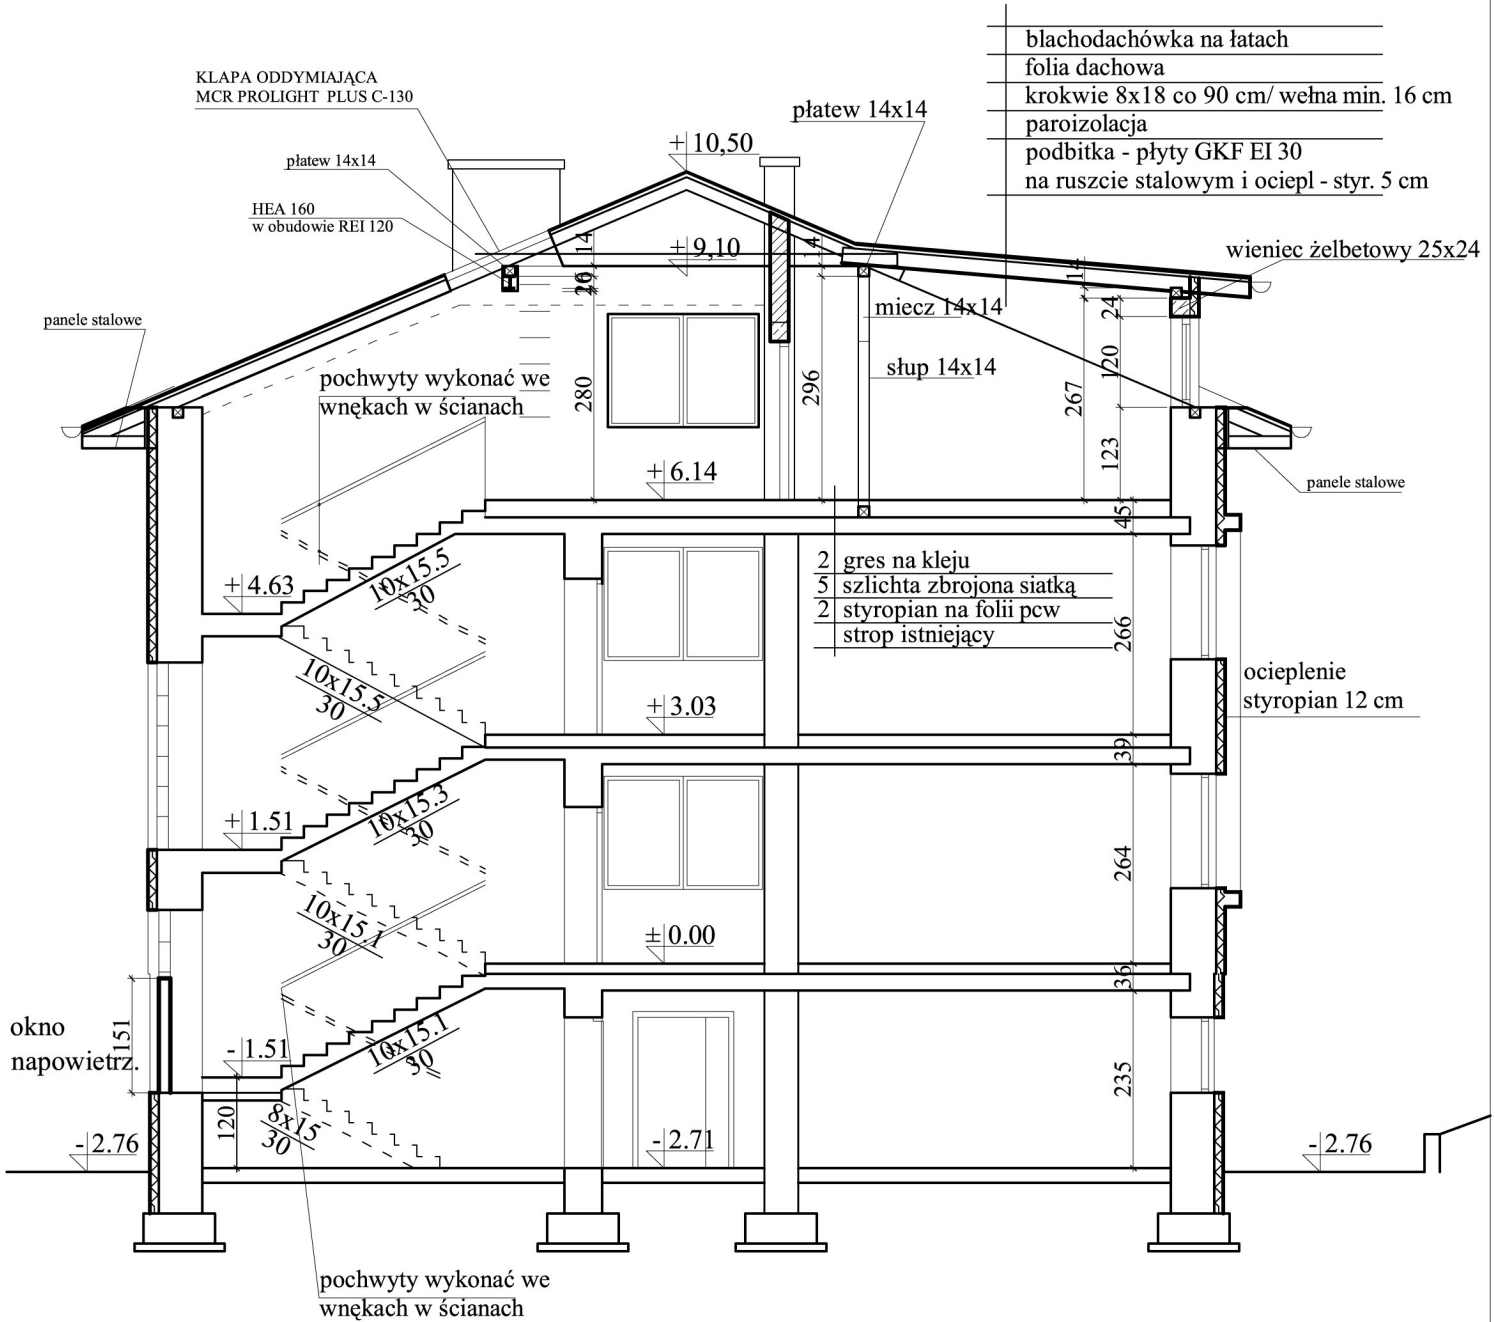 blachodachówka na łatach
folia dachowa
krokwie 8x18 co 90 cm/ wełna min. 16 cm
paroizolacja
podbitka - płyty GKF EI 30
na ruszcie stalowym i ociepl - styr. 5 cm
KLAPA ODDYMIAJĄCA
MCR PROLIGHT PLUS C-130
płatew 14x14
płatew 14x14
+ 10,50
HEA 160
w obudowie REI 120
+ 9,10
14
14
14
wieniec żelbetowy 25x24
26
24
panele stalowe
miecz 14x14
słup 14x14
pochwyty wykonać we
wnękach w ścianach
280
296
267
120
123
+ 6.14
panele stalowe
45
2 gres na kleju
5 szlichta zbrojona siatką
2 styropian na folii pcw
strop istniejący
+ 4.63
10x15.5
30
266
10x15.5
30
ocieplenie
styropian 12 cm
+ 3.03
39
10x15.3
30
+ 1.51
264
10x15.1
30
± 0.00
36
okno
napowietrz.
151
- 1.51
10x15.1
30
235
120
8x15
30
- 2.76
- 2.71
- 2.76
pochwyty wykonać we
wnękach w ścianach